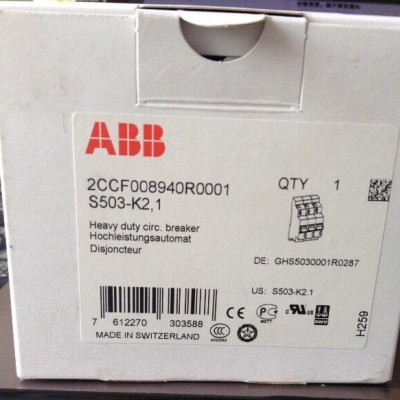 ABB
2CCF008940R0001
S503-K2,1
QTY 1
Heavy duty circ. breaker
Hochleistungsautomat
Disjoncteur
DE: GHS5030001R0287
US: S503-K2.1
7 612270 303588
MADE IN SWITZERLAND
H259